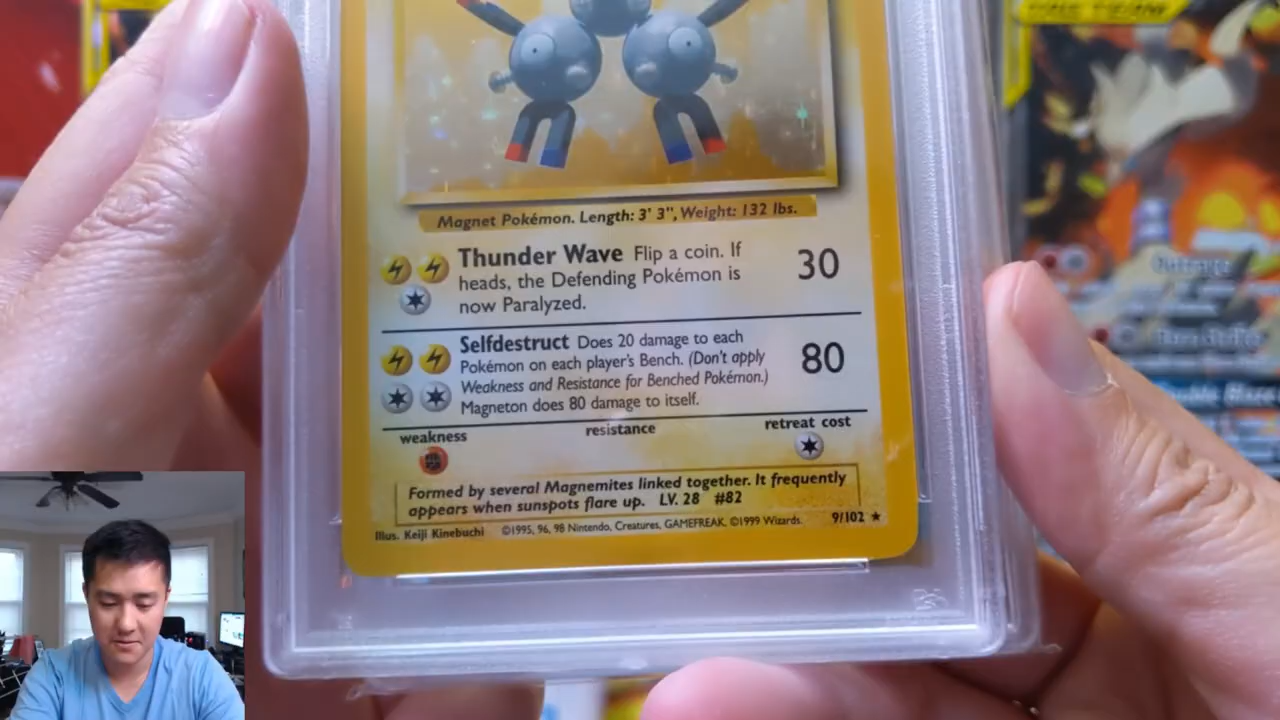 Magnet Pokémon. Length: 3' 3", Weight: 132 lbs.
Thunder Wave Flip a coin. If
heads, the Defending Pokémon is
now Paralyzed.
30
Selfdestruct Does 20 damage to each
Pokémon on each player's Bench. (Don't apply
Weakness and Resistance for Benched Pokémon.)
Magneton does 80 damage to itself.
80
weakness
resistance
retreat cost
Formed by several Magnemites linked together. It frequently
appears when sunspots flare up. LV. 28 #82
Illus. Keiji Kinebuchi ©1995, 96, 98 Nintendo, Creatures, GAMEFREAK. ©1999 Wizards. 9/102 ★
Outrage